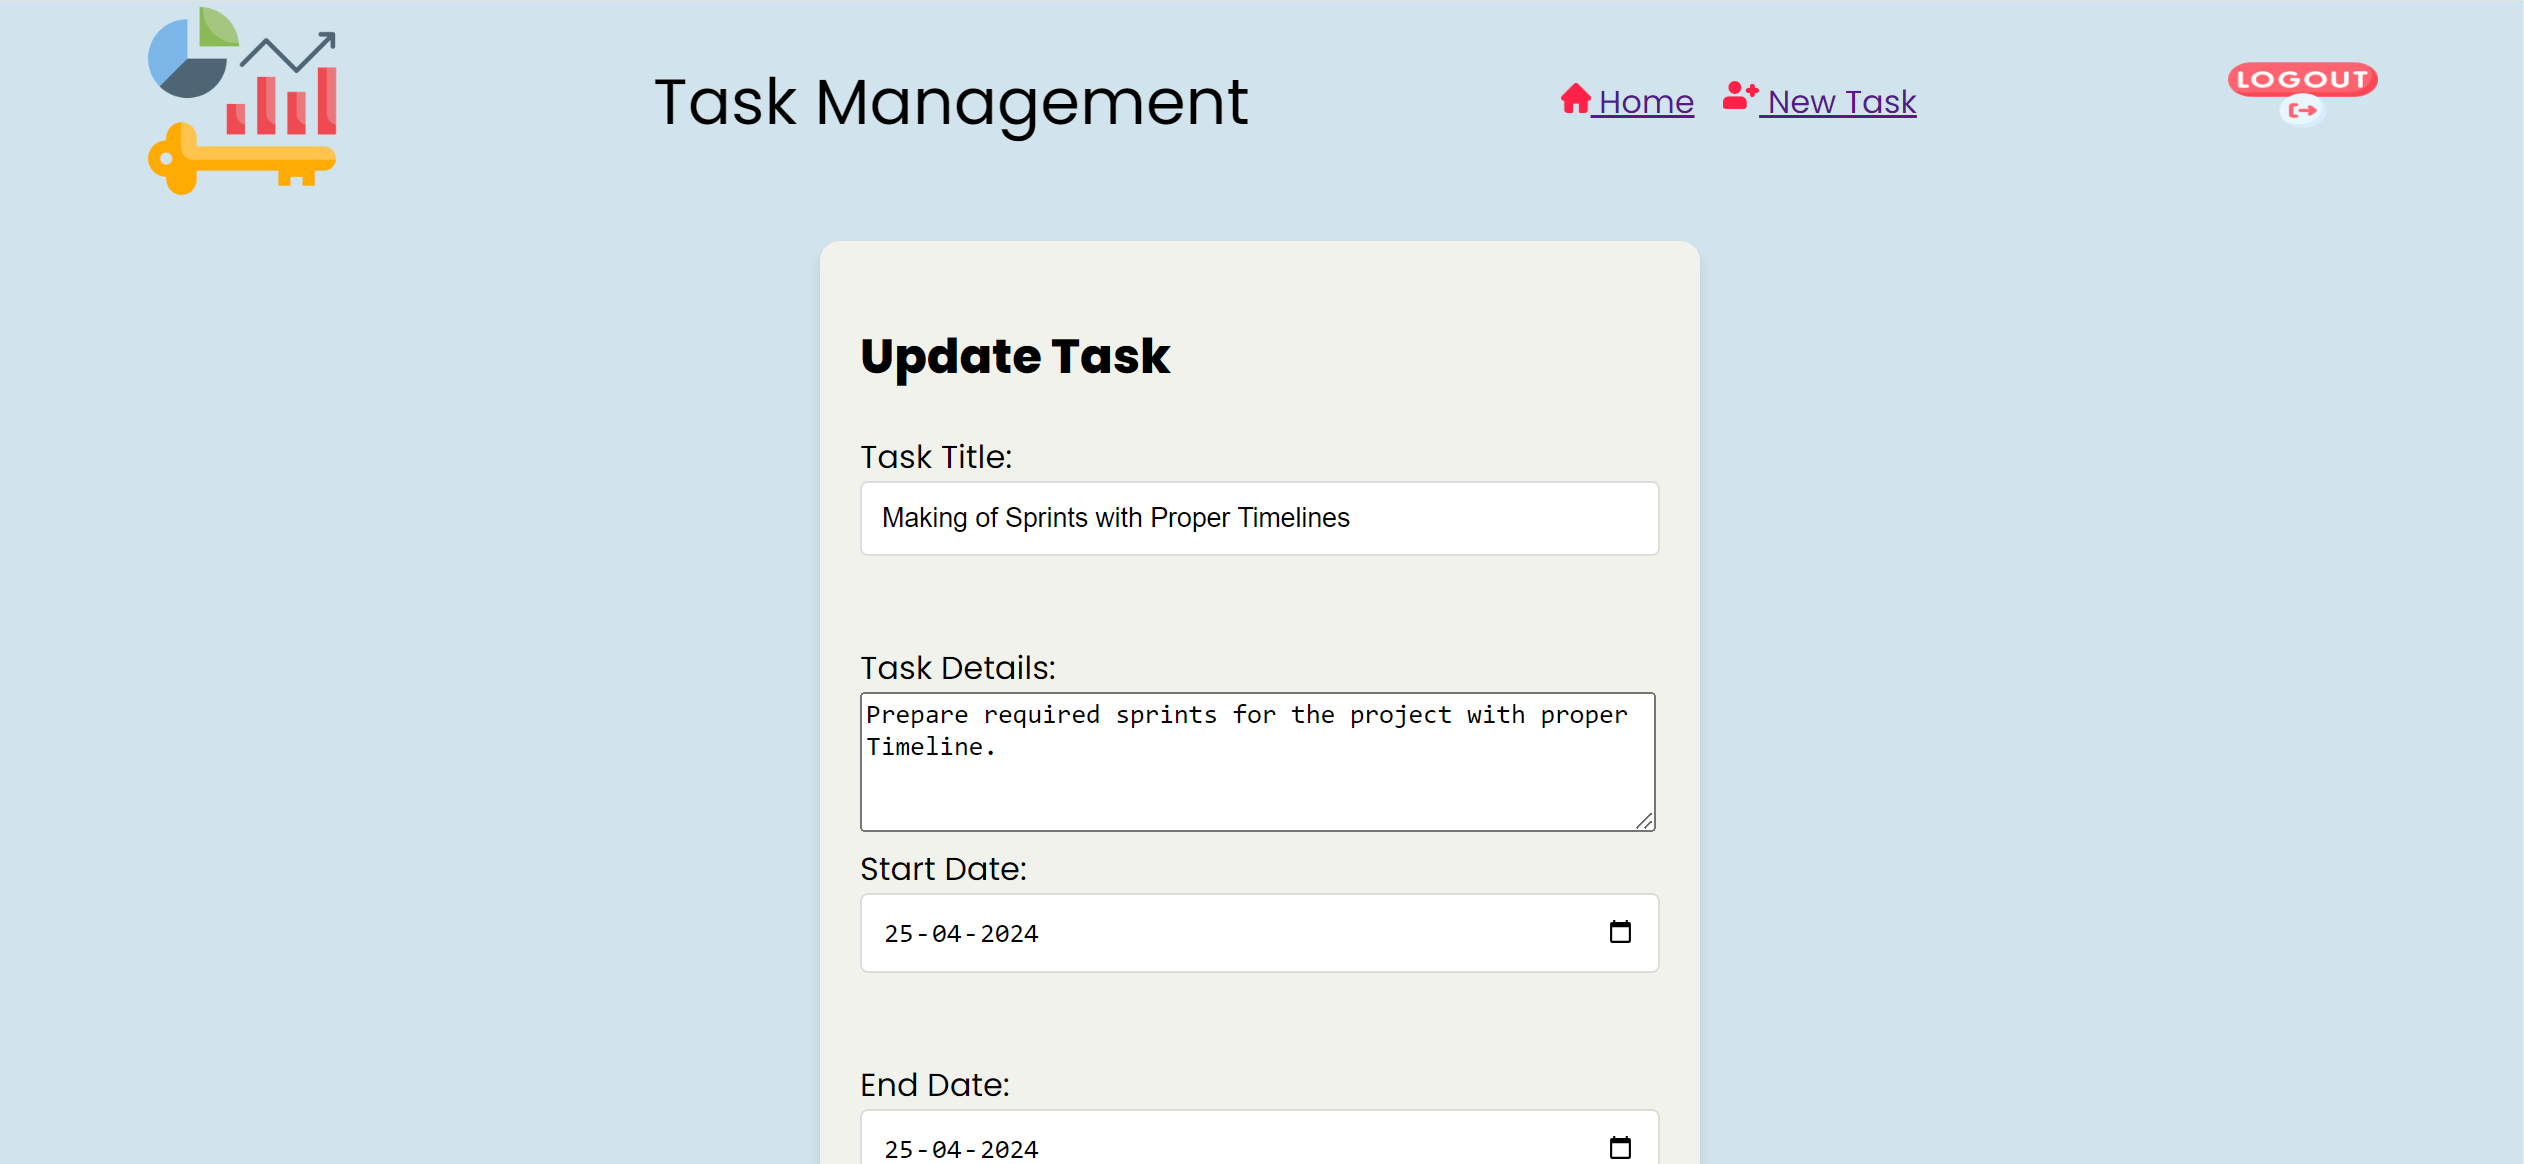 Task Management
Home
New Task
LOGOUT
Update Task
Task Title:
Making of Sprints with Proper Timelines
Task Details:
Prepare required sprints for the project with proper
Timeline.
Start Date:
25-04-2024
End Date:
25-04-2024